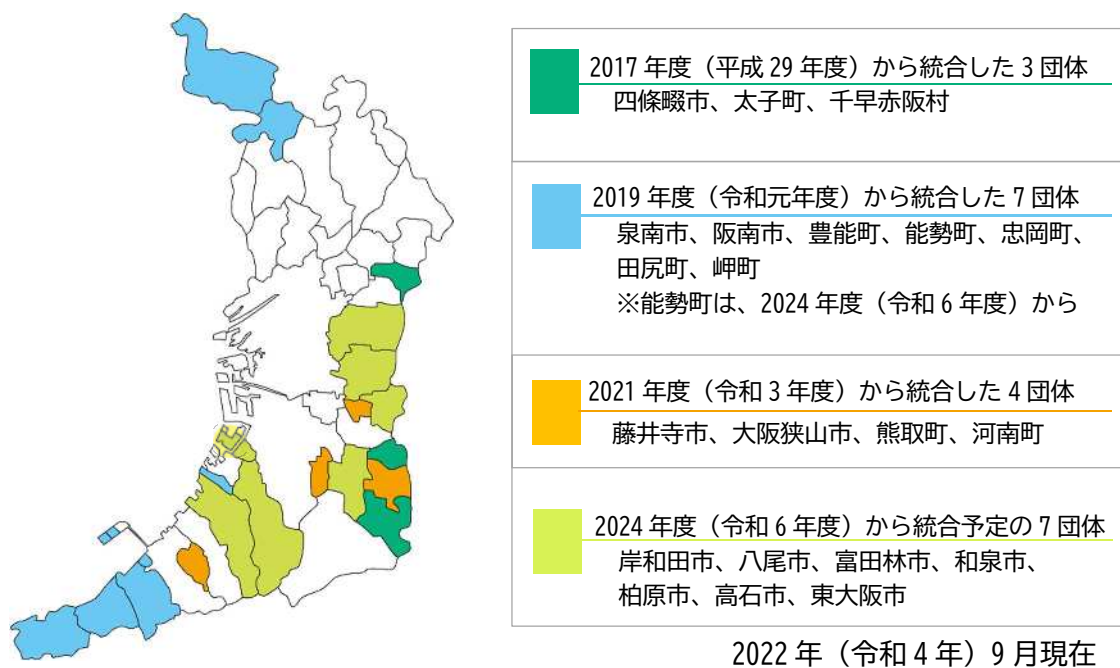 2017 年度（平成 29 年度）から統合した 3 団体
四條畷市、太子町、千早赤阪村
2019 年度（令和元年度）から統合した 7 団体
泉南市、阪南市、豊能町、能勢町、忠岡町、
田尻町、岬町
※能勢町は、2024 年度（令和 6 年度）から
2021 年度（令和 3 年度）から統合した 4 団体
藤井寺市、大阪狭山市、熊取町、河南町
2024 年度（令和 6 年度）から統合予定の 7 団体
岸和田市、八尾市、富田林市、和泉市、
柏原市、高石市、東大阪市
2022 年（令和 4 年）9 月現在